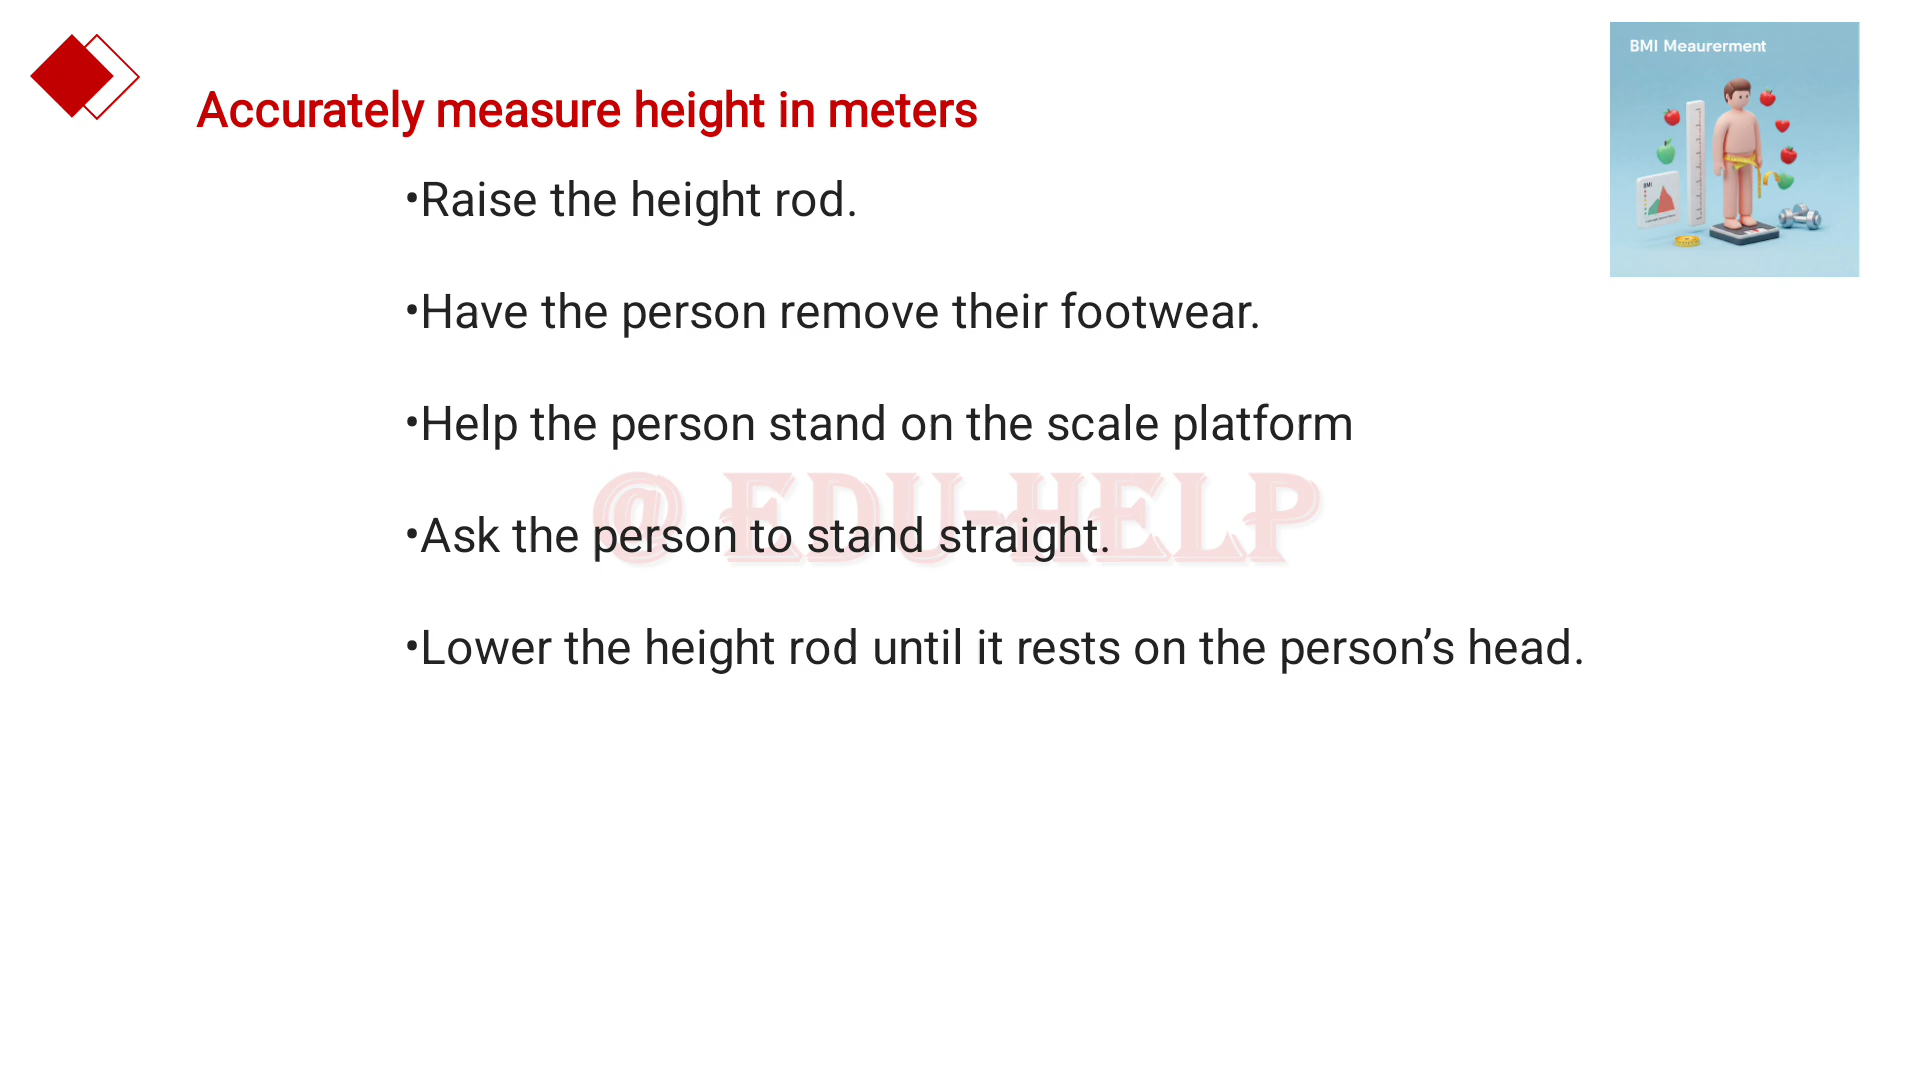 BMI Meaurerment
Accurately measure height in meters
•Raise the height rod.
•Have the person remove their footwear.
•Help the person stand on the scale platform
@ EDU-HELP
•Ask the person to stand straight.
•Lower the height rod until it rests on the person’s head.
BMI